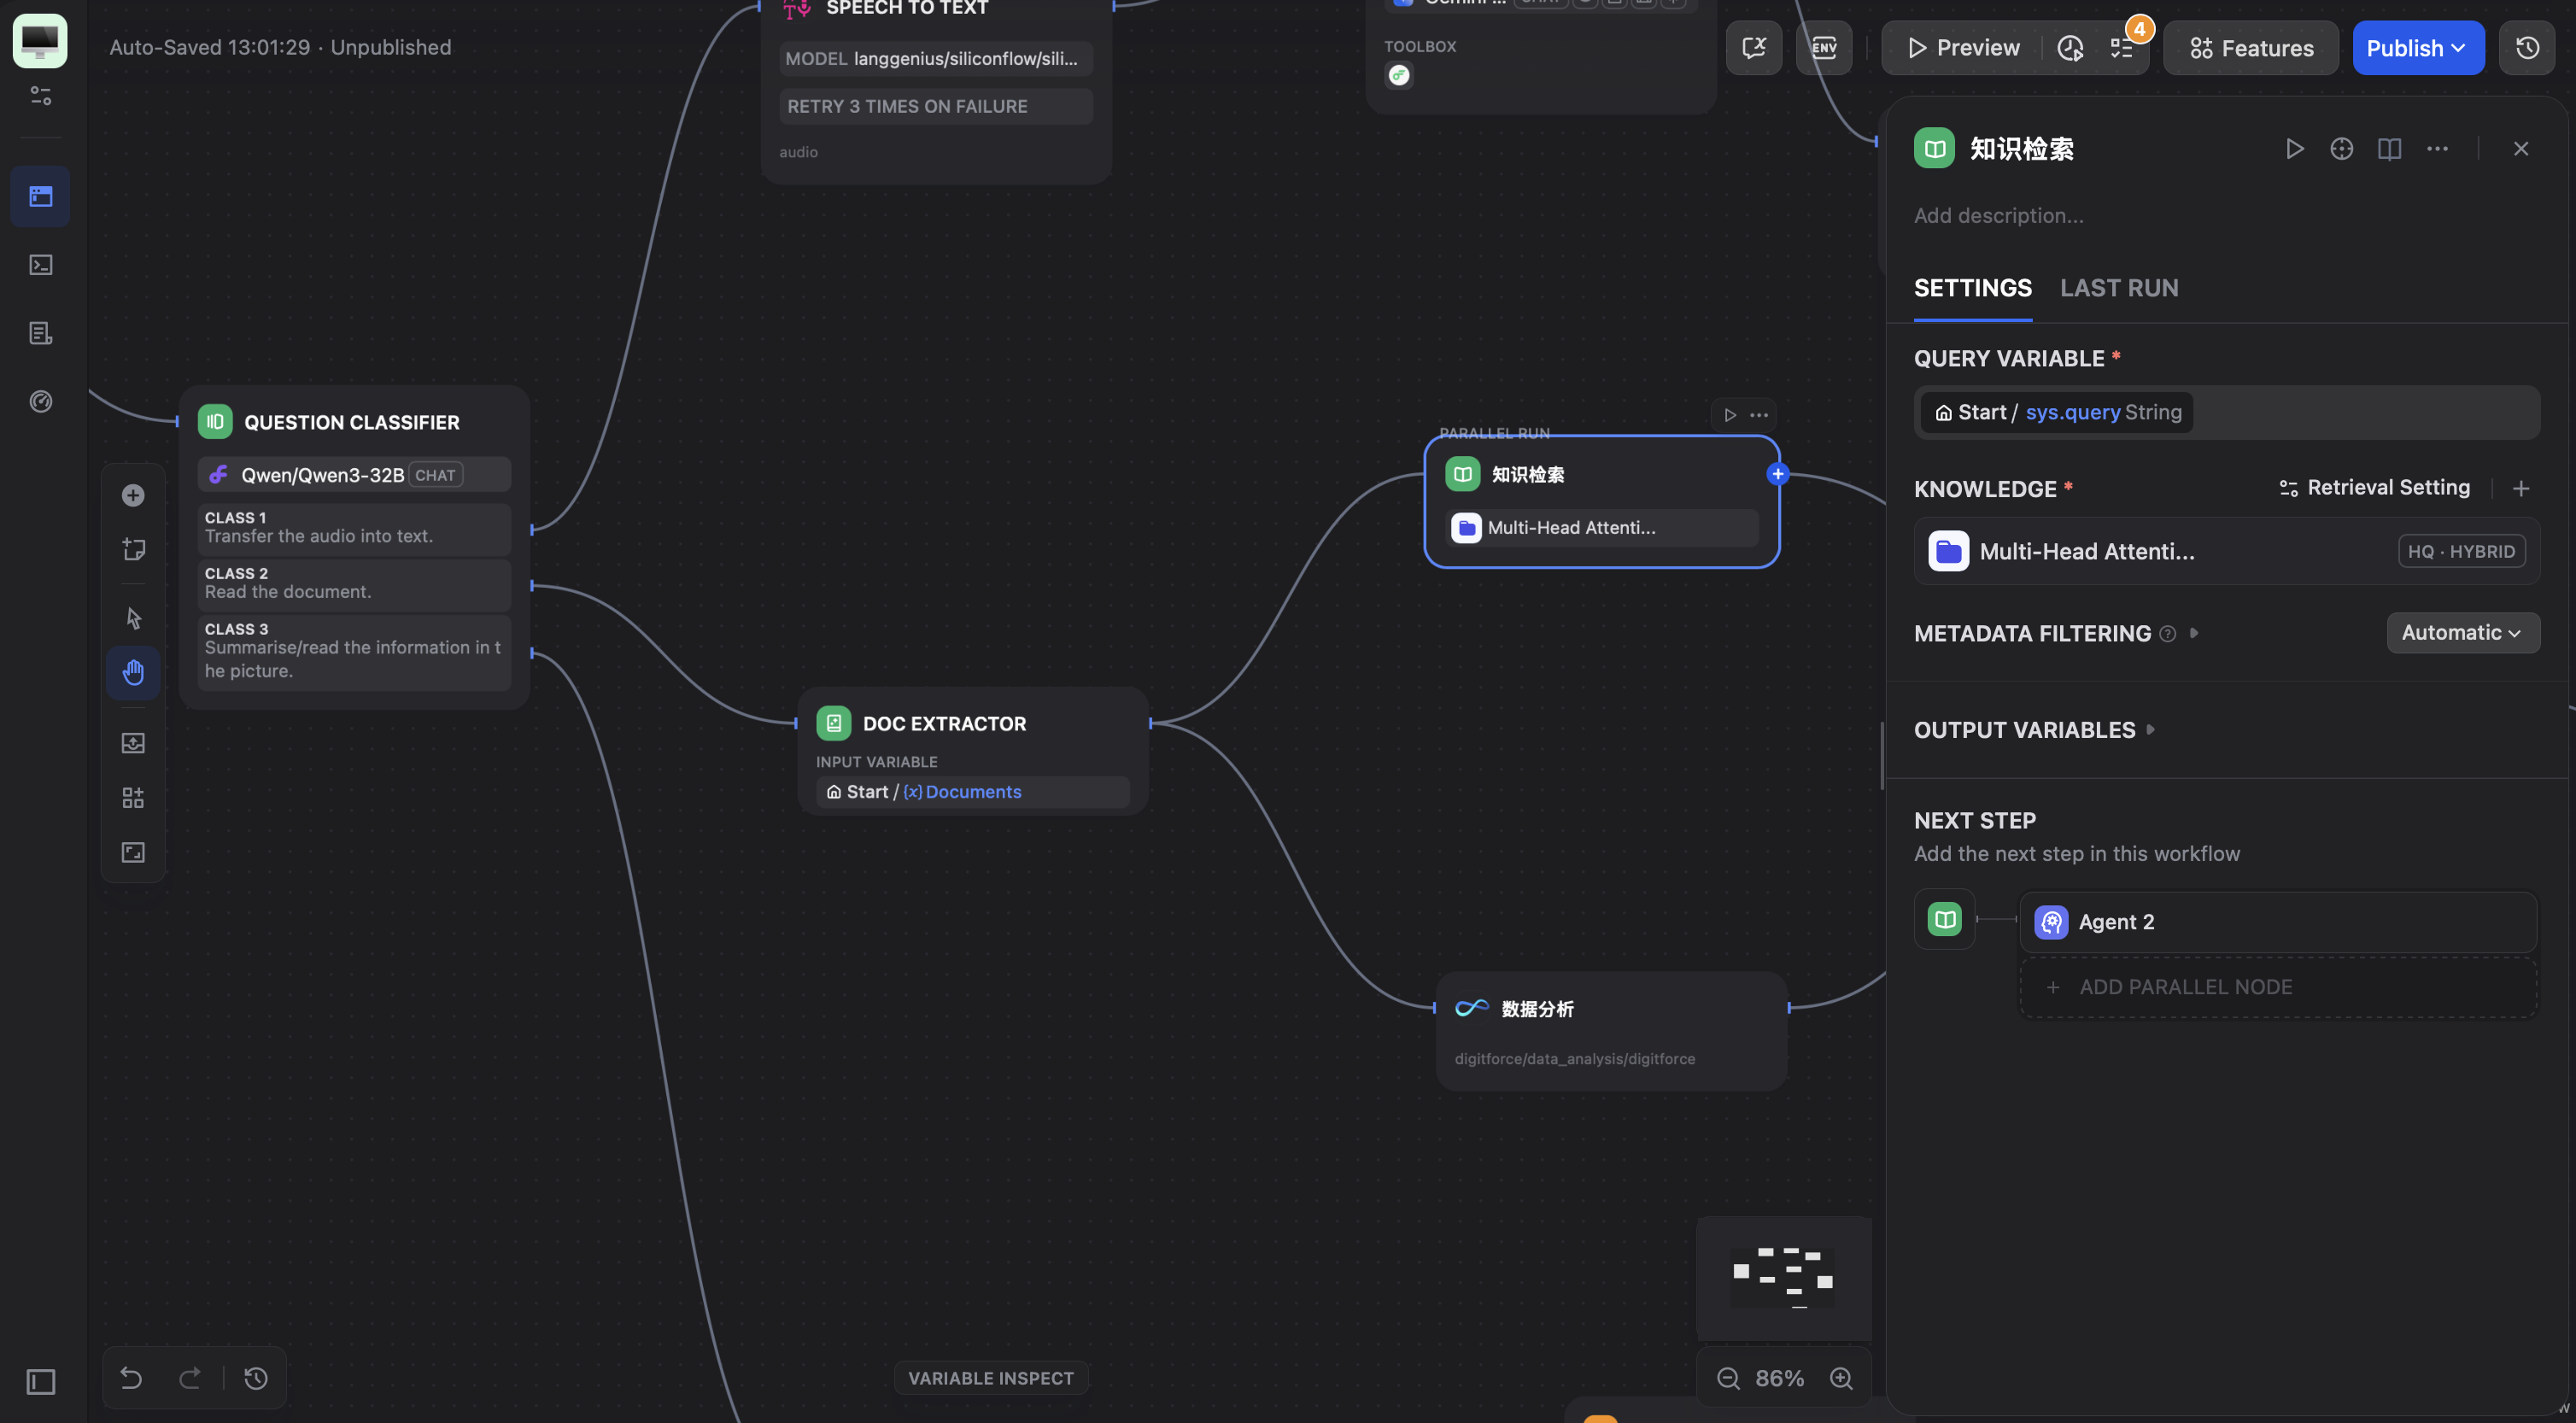 Auto-Saved 13:01:29 · Unpublished
ENV
Preview
4
Features
Publish
SPEECH TO TEXT
MODEL langgenius/siliconflow/sili...
RETRY 3 TIMES ON FAILURE
audio
TOOLBOX
QUESTION CLASSIFIER
Qwen/Qwen3-32B CHAT
CLASS 1
Transfer the audio into text.
CLASS 2
Read the document.
CLASS 3
Summarise/read the information in t
he picture.
DOC EXTRACTOR
INPUT VARIABLE
Start / {x} Documents
PARALLEL RUN
知识检索
Multi-Head Attenti...
数据分析
digitforce/data_analysis/digitforce
VARIABLE INSPECT
86%
知识检索
Add description...
SETTINGS
LAST RUN
QUERY VARIABLE *
Start / sys.query String
KNOWLEDGE *
Retrieval Setting
Multi-Head Attenti...
HQ · HYBRID
METADATA FILTERING
Automatic
OUTPUT VARIABLES
NEXT STEP
Add the next step in this workflow
Agent 2
+ ADD PARALLEL NODE